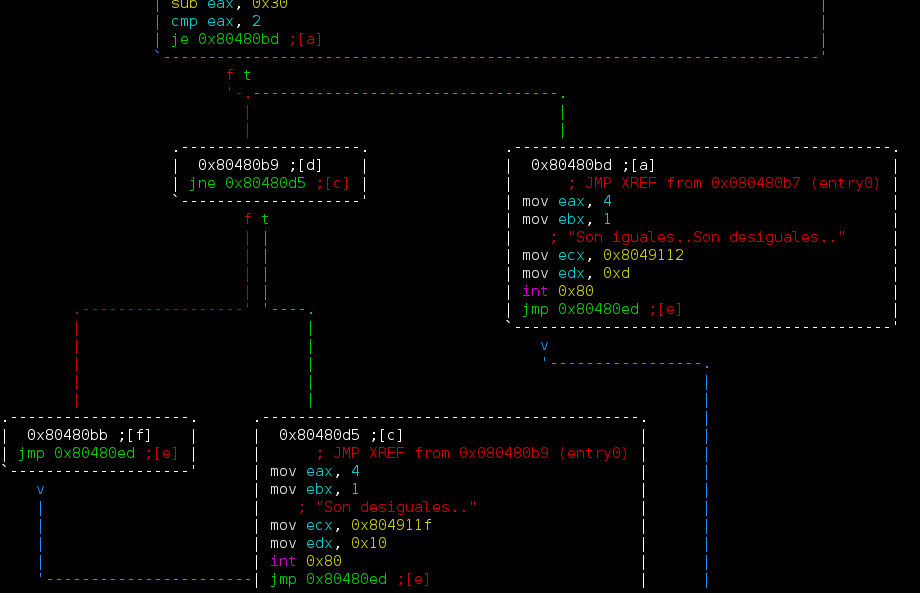 sub eax, 0x30
cmp eax, 2
je 0x80480bd ;[a]
f t
0x80480b9 ;[d]
jne 0x80480d5 ;[c]
f t
0x80480bd ;[a]
; JMP XREF from 0x080480b7 (entry0)
mov eax, 4
mov ebx, 1
; "Son iguales..Son desiguales.."
mov ecx, 0x8049112
mov edx, 0xd
int 0x80
jmp 0x80480ed ;[e]
v
0x80480bb ;[f]
jmp 0x80480ed ;[e]
v
0x80480d5 ;[c]
; JMP XREF from 0x080480b9 (entry0)
mov eax, 4
mov ebx, 1
; "Son desiguales.."
mov ecx, 0x804911f
mov edx, 0x10
int 0x80
jmp 0x80480ed ;[e]